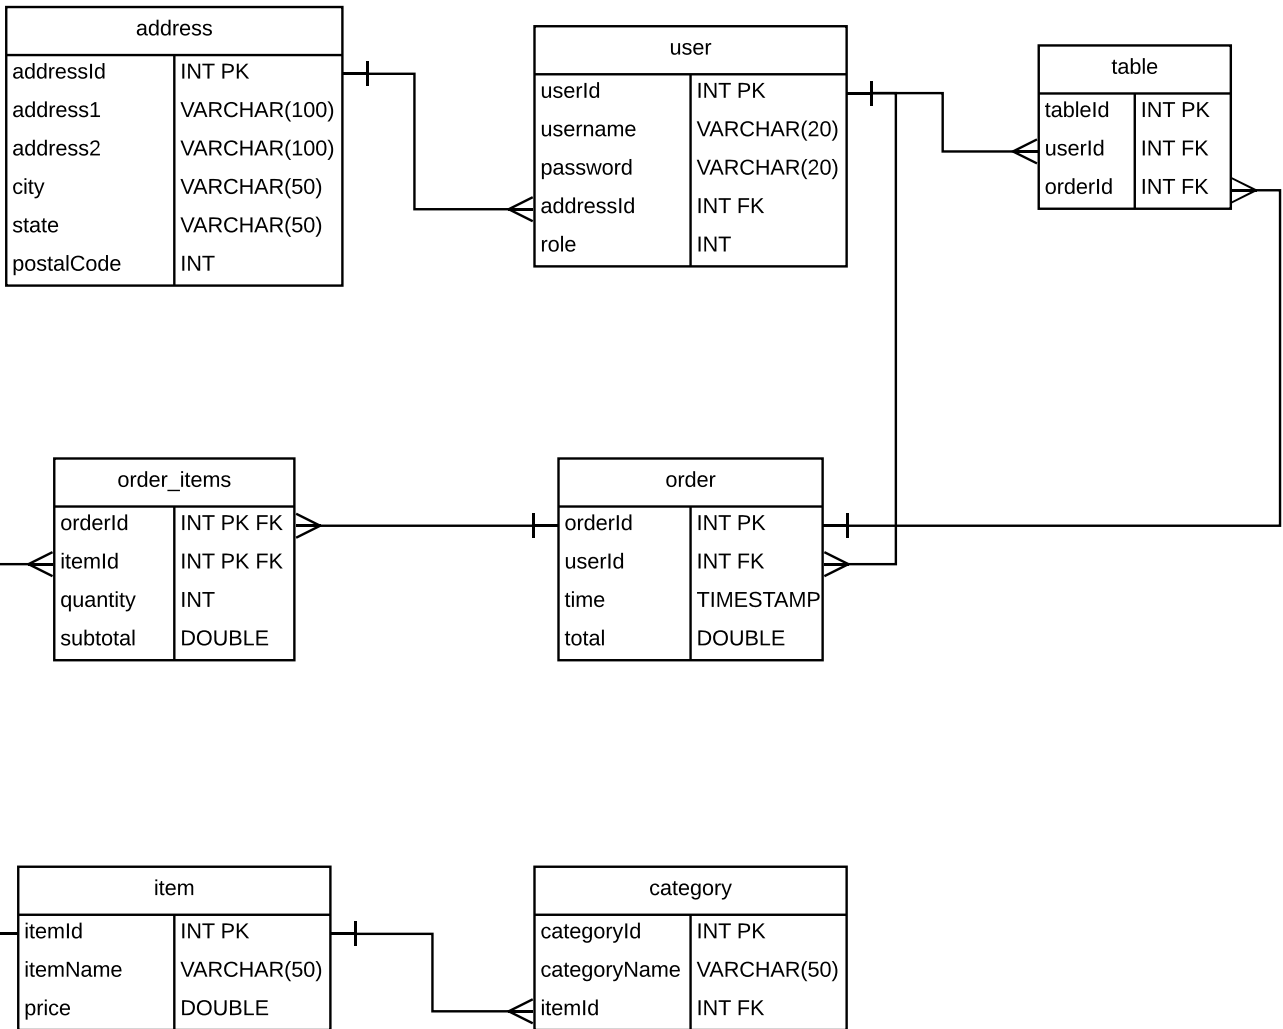 address
addressId INT PK
address1 VARCHAR(100)
address2 VARCHAR(100)
city VARCHAR(50)
state VARCHAR(50)
postalCode INT
user
userId INT PK
username VARCHAR(20)
password VARCHAR(20)
addressId INT FK
role INT
table
tableId INT PK
userId INT FK
orderId INT FK
order_items
orderId INT PK FK
itemId INT PK FK
quantity INT
subtotal DOUBLE
order
orderId INT PK
userId INT FK
time TIMESTAMP
total DOUBLE
item
itemId INT PK
itemName VARCHAR(50)
price DOUBLE
category
categoryId INT PK
categoryName VARCHAR(50)
itemId INT FK